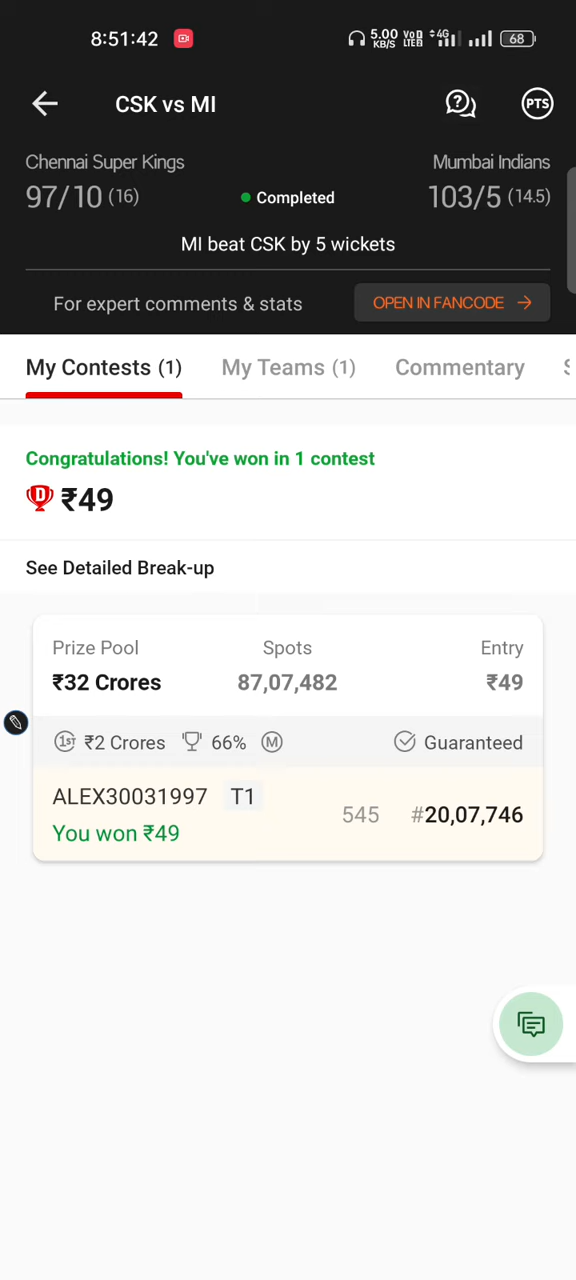 8:51:42 5.00 KB/S VoD LTEB 4G 68
CSK vs MI PTS
Chennai Super Kings Mumbai Indians
97/10 (16) Completed 103/5 (14.5)
MI beat CSK by 5 wickets
For expert comments & stats OPEN IN FANCODE →
My Contests (1) My Teams (1) Commentary
Congratulations! You've won in 1 contest
D ₹49
See Detailed Break-up
Prize Pool Spots Entry
₹32 Crores 87,07,482 ₹49
1ST ₹2 Crores 66% M Guaranteed
ALEX30031997 T1
545 #20,07,746
You won ₹49